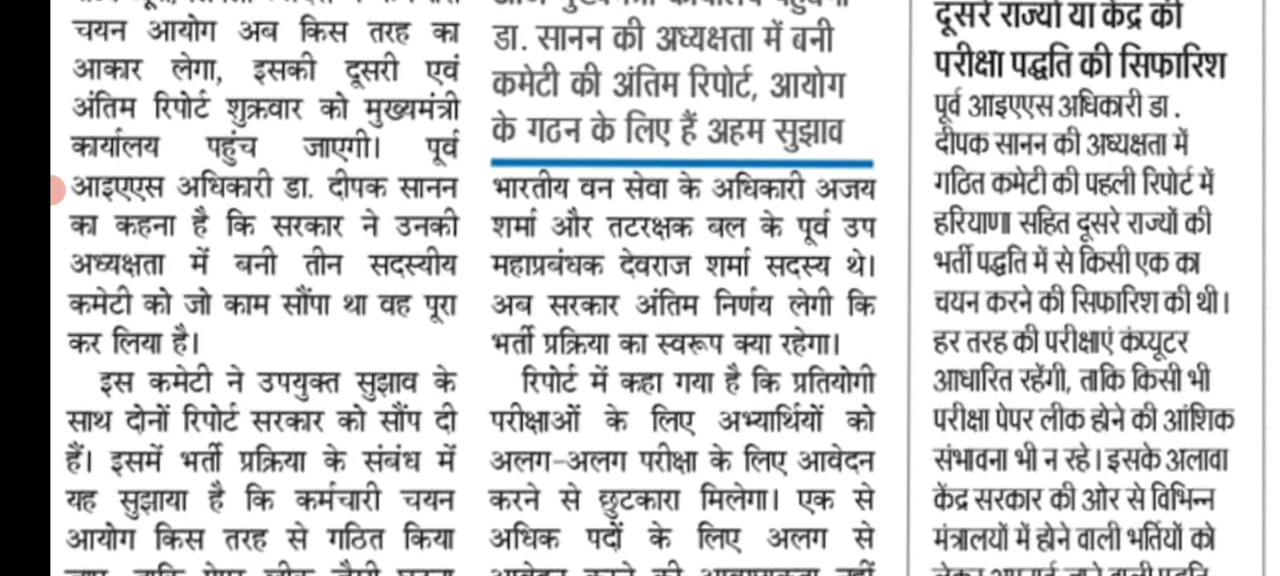 चयन आयोग अब किस तरह का
आकार लेगा, इसकी दूसरी एवं
अंतिम रिपोर्ट शुक्रवार को मुख्यमंत्री
कार्यालय पहुंच जाएगी। पूर्व
आइएएस अधिकारी डा. दीपक सानन
का कहना है कि सरकार ने उनकी
अध्यक्षता में बनी तीन सदस्यीय
कमेटी को जो काम सौंपा था वह पूरा
कर लिया है।
इस कमेटी ने उपयुक्त सुझाव के
साथ दोनों रिपोर्ट सरकार को सौंप दी
हैं। इसमें भर्ती प्रक्रिया के संबंध में
यह सुझाया है कि कर्मचारी चयन
आयोग किस तरह से गठित किया
डा. सानन की अध्यक्षता में बनी
कमेटी की अंतिम रिपोर्ट, आयोग
के गठन के लिए हैं अहम सुझाव
भारतीय वन सेवा के अधिकारी अजय
शर्मा और तटरक्षक बल के पूर्व उप
महाप्रबंधक देवराज शर्मा सदस्य थे।
अब सरकार अंतिम निर्णय लेगी कि
भर्ती प्रक्रिया का स्वरूप क्या रहेगा।
रिपोर्ट में कहा गया है कि प्रतियोगी
परीक्षाओं के लिए अभ्यार्थियों को
अलग-अलग परीक्षा के लिए आवेदन
करने से छुटकारा मिलेगा। एक से
अधिक पदों के लिए अलग से
दूसरे राज्यों या केंद्र की
परीक्षा पद्धति की सिफारिश
पूर्व आइएएस अधिकारी डा.
दीपक सानन की अध्यक्षता में
गठित कमेटी की पहली रिपोर्ट में
हरियाणा सहित दूसरे राज्यों की
भर्ती पद्धति में से किसी एक का
चयन करने की सिफारिश की थी।
हर तरह की परीक्षाएं कंप्यूटर
आधारित रहेंगी, ताकि किसी भी
परीक्षा पेपर लीक होने की आंशिक
संभावना भी न रहे। इसके अलावा
केंद्र सरकार की ओर से विभिन्न
मंत्रालयों में होने वाली भर्तियों को